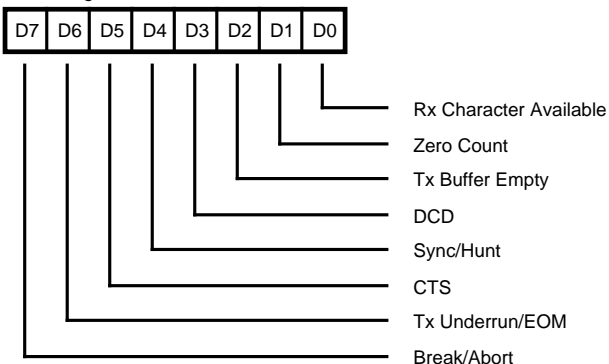 D7 D6 D5 D4 D3 D2 D1 D0
Rx Character Available
Zero Count
Tx Buffer Empty
DCD
Sync/Hunt
CTS
Tx Underrun/EOM
Break/Abort